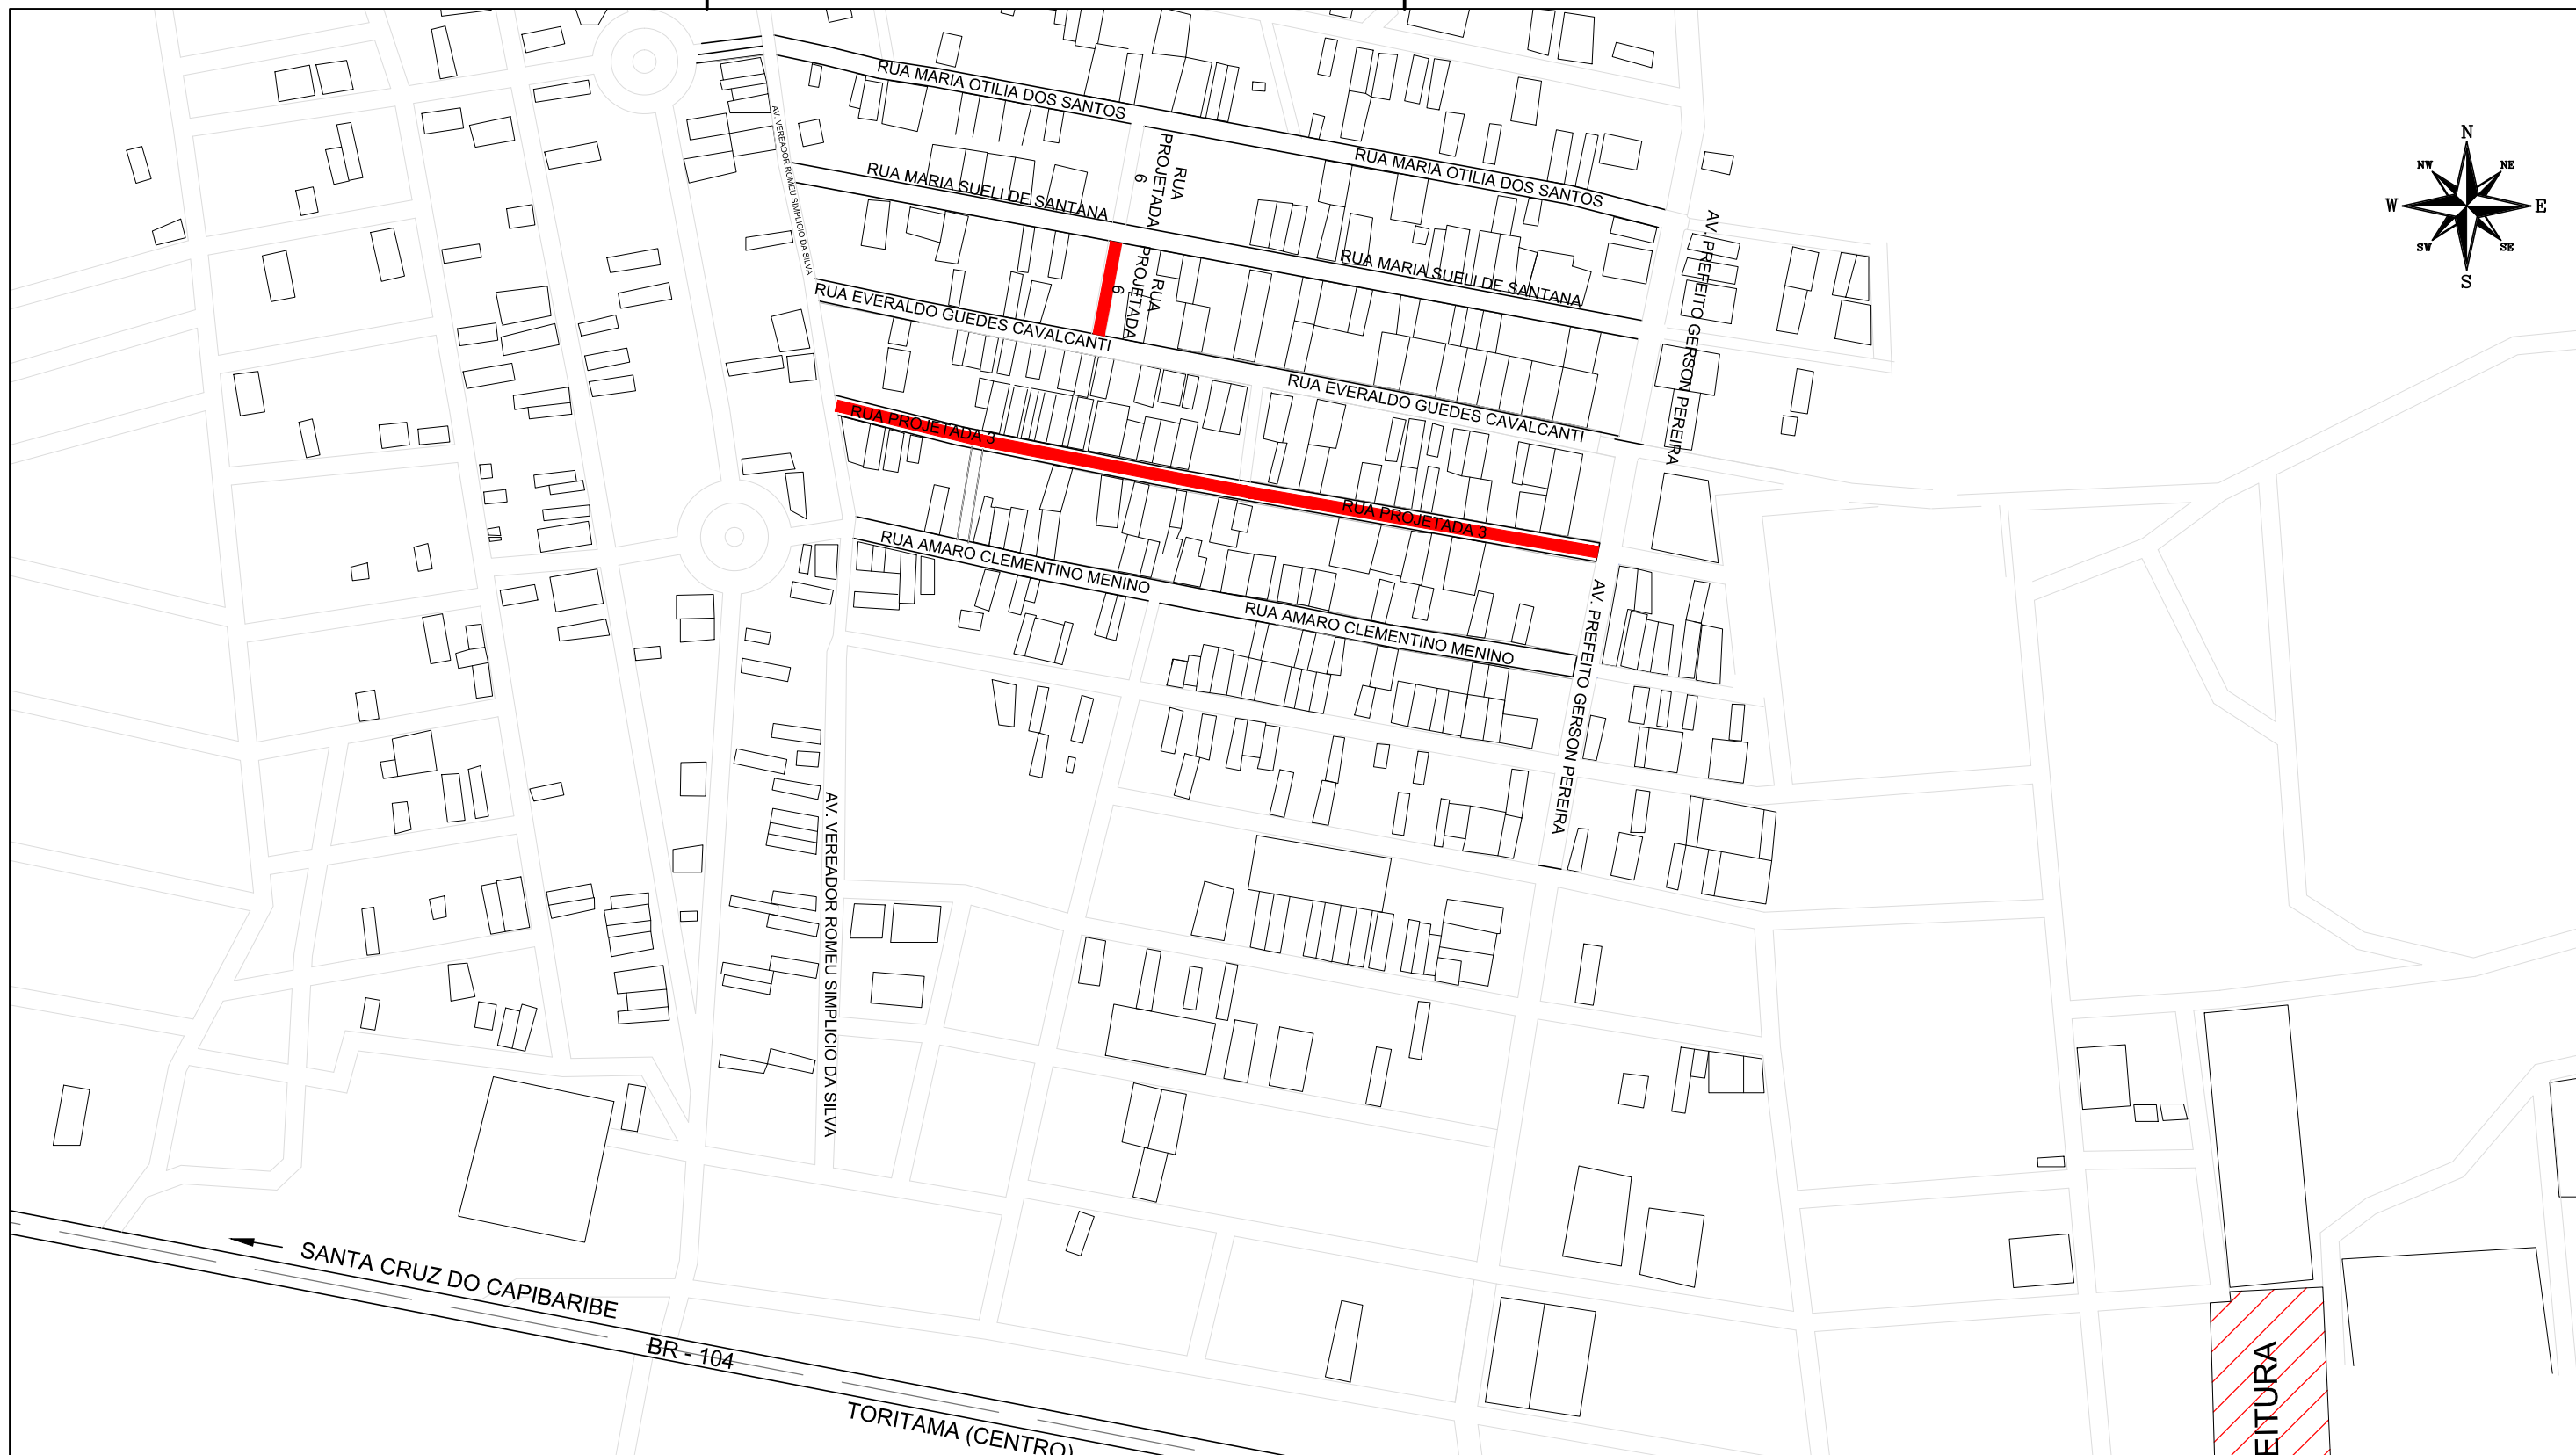 RUA MARIA OTILIA DOS SANTOS
AV. VEREADOR ROMEU SIMPLICIO DA SILVA
RUA
PROJETADA
6
RUA MARIA OTILIA DOS SANTOS
N
NW
NE
W
E
SW
SE
S
RUA MARIA SUELI DE SANTANA
RUA MARIA SUELI DE SANTANA
AV. PREFEITO GERSON PEREIRA
RUA
PROJETADA
6
RUA EVERALDO GUEDES CAVALCANTI
RUA EVERALDO GUEDES CAVALCANTI
RUA PROJETADA 3
RUA PROJETADA 3
RUA AMARO CLEMENTINO MENINO
RUA AMARO CLEMENTINO MENINO
AV. PREFEITO GERSON PEREIRA
AV. VEREADOR ROMEU SIMPLICIO DA SILVA
SANTA CRUZ DO CAPIBARIBE
BR - 104
TORITAMA (CENTRO)
EITURA